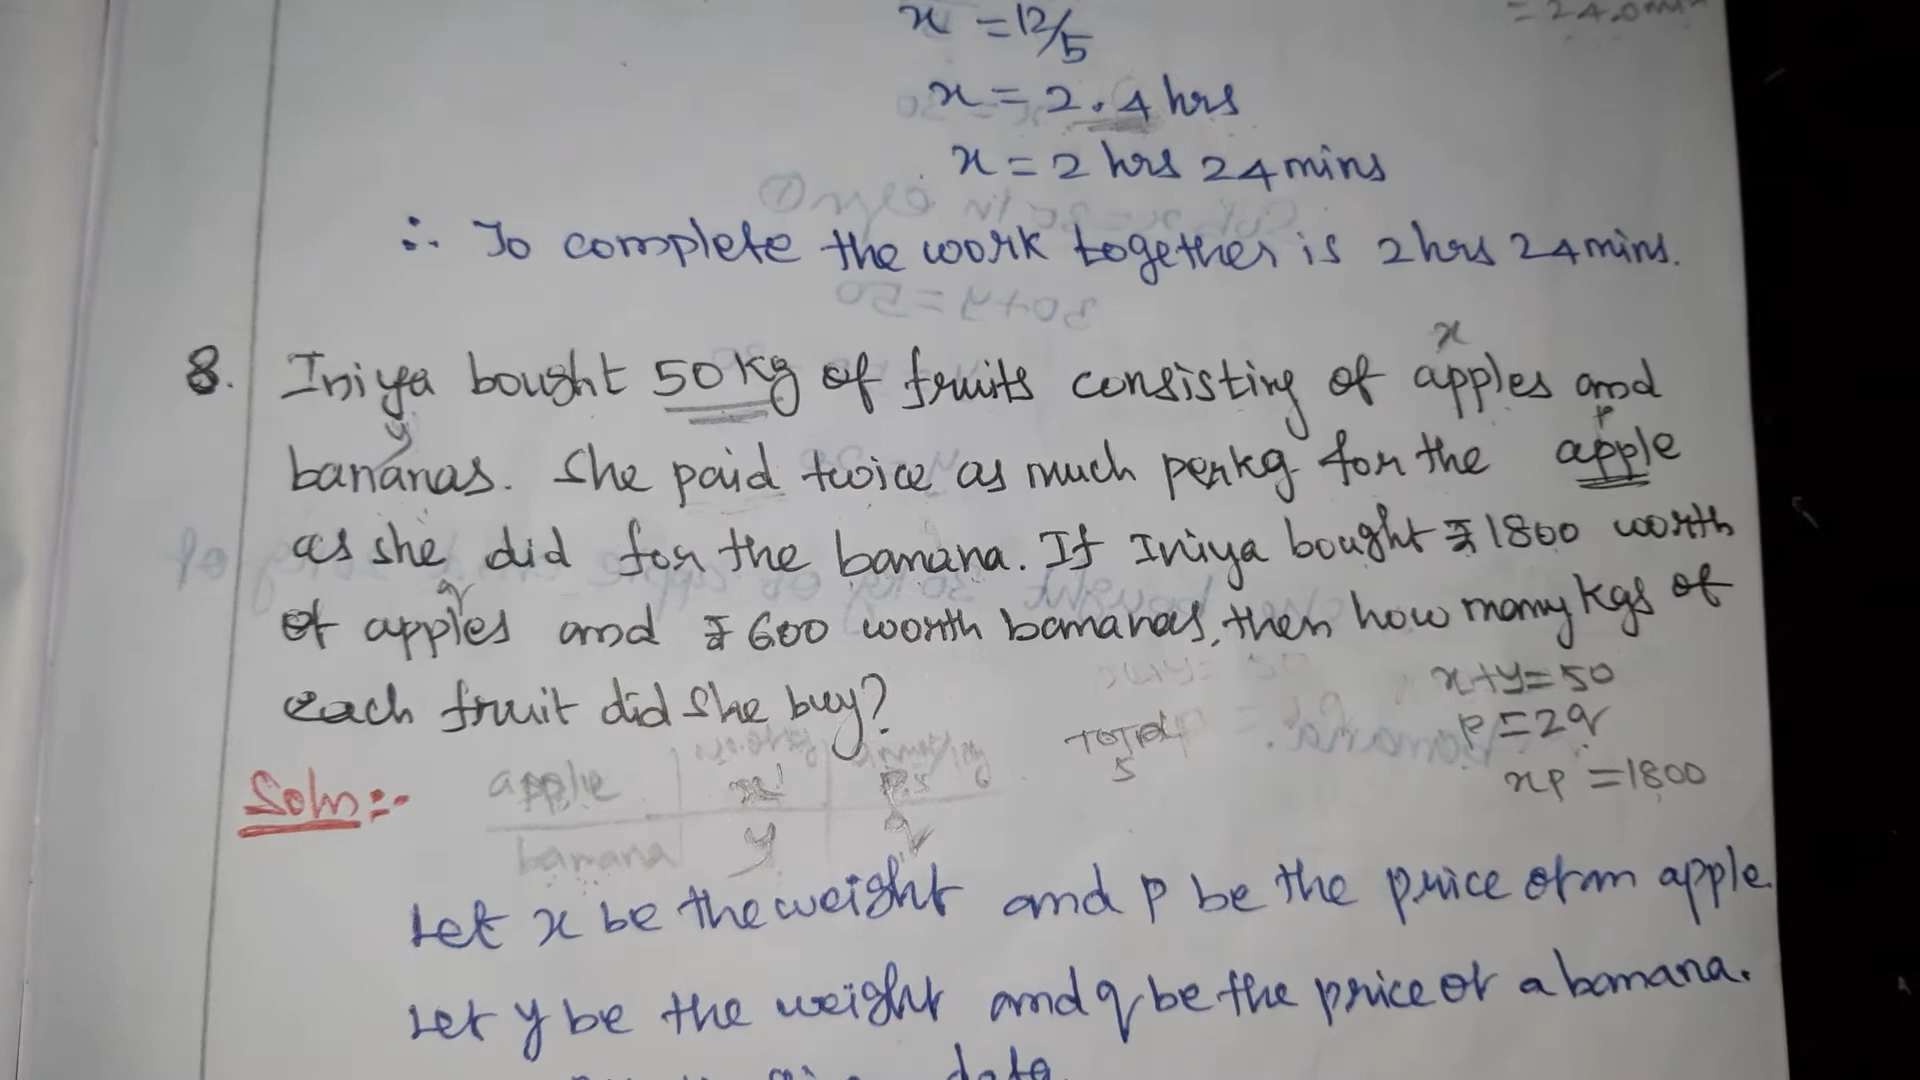 x = 12/5
x = 2.4 hrs
x = 2 hrs 24 mins
∴ To complete the work together is 2 hrs 24 mins.
x
8. Iniya bought 50 kg of fruits consisting of apples and
y
p
bananas. She paid twice as much per kg for the apple
as she did for the banana. If Iniya bought ₹ 1800 worth
q
of apples and ₹ 600 worth bananas, then how many kgs of
each fruit did she buy?
x+y=50
p=2q
xp=1800
Total
5
Soln:-
apple x
banana y q
Let x be the weight and p be the price of an apple.
Let y be the weight and q be the price of a banana.
data